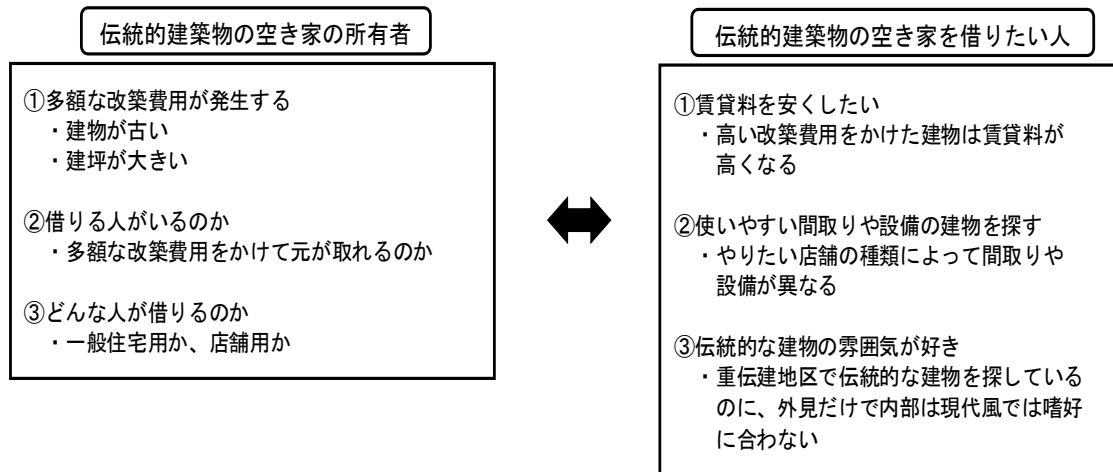 伝統的建築物の空き家の所有者
①多額な改築費用が発生する
・建物が古い
・建坪が大きい
②借りる人がいるのか
・多額な改築費用をかけて元が取れるのか
③どんな人が借りるのか
・一般住宅用か、店舗用か
伝統的建築物の空き家を借りたい人
①賃貸料を安くしたい
・高い改築費用をかけた建物は賃貸料が
高くなる
②使いやすい間取りや設備の建物を探す
・やりたい店舗の種類によって間取りや
設備が異なる
③伝統的な建物の雰囲気が好き
・重伝建地区で伝統的な建物を探している
のに、外見だけで内部は現代風では嗜好
に合わない